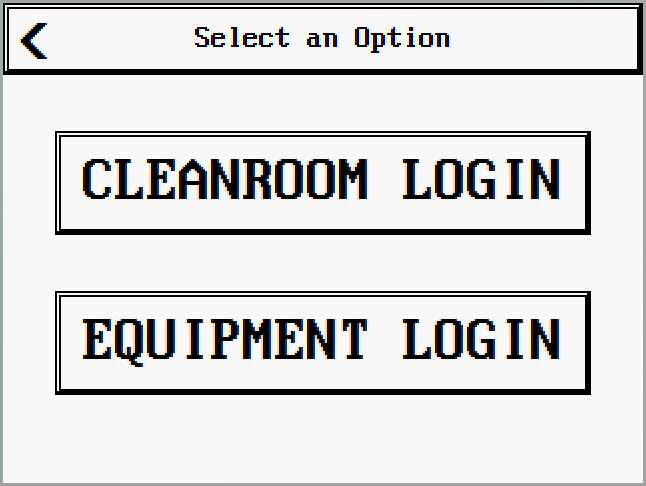 Select an Option
CLEANROOM LOGIN
EQUIPMENT LOGIN